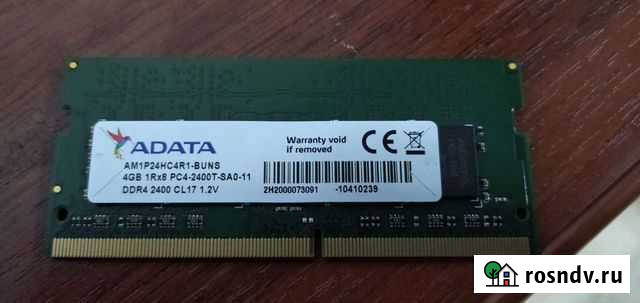 ADATA
AM1P24HC4R1-BUNS
4GB 1Rx8 PC4-2400T-SA0-11
DDR4 2400 CL17 1.2V
Warranty void
if removed
CE
2H2000073091 -10410239
rosndv.ru